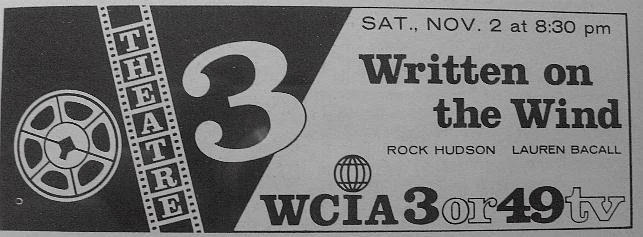 THEATRE
3
SAT., NOV. 2 at 8:30 pm
Written on
the Wind
ROCK HUDSON LAUREN BACALL
WCIA 3 or 49 tv